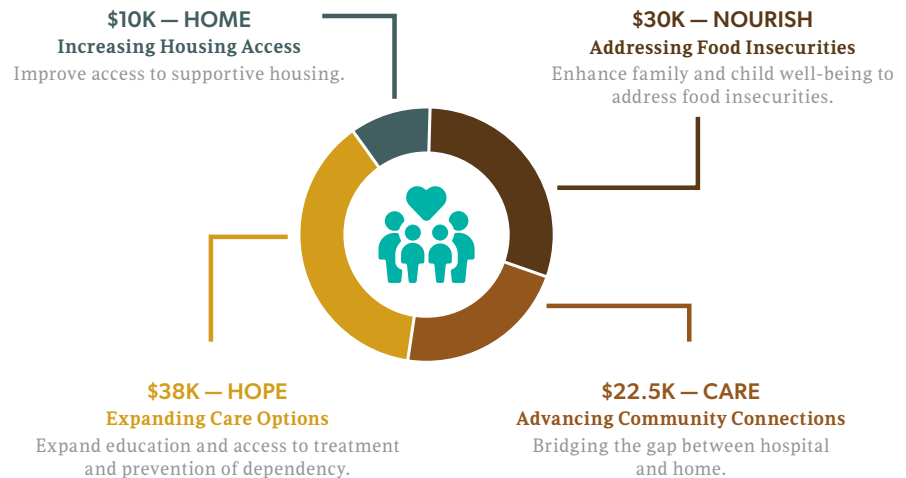 $10K — HOME
Increasing Housing Access
Improve access to supportive housing.
$30K — NOURISH
Addressing Food Insecurities
Enhance family and child well-being to
address food insecurities.
$38K — HOPE
Expanding Care Options
Expand education and access to treatment
and prevention of dependency.
$22.5K — CARE
Advancing Community Connections
Bridging the gap between hospital
and home.